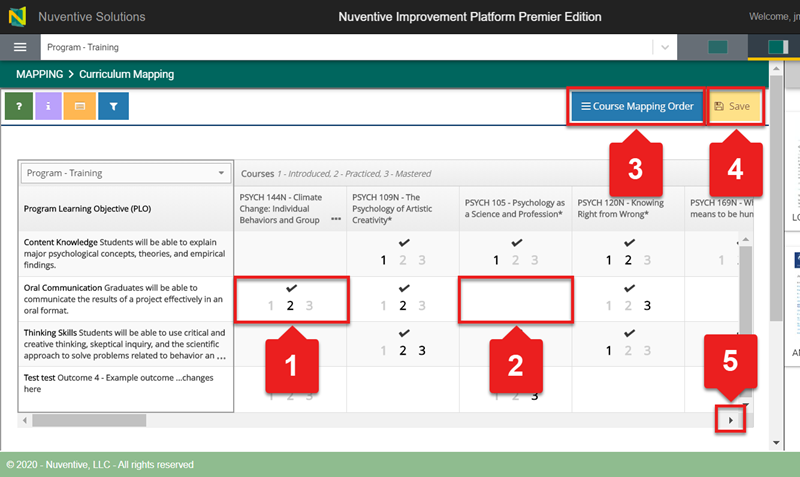 Nuventive Solutions
Nuventive Improvement Platform Premier Edition
Welcome,
Program - Training
MAPPING > Curriculum Mapping
?
i
Course Mapping Order
Save
3
4
Program - Training
Courses 1 - Introduced, 2 - Practiced, 3 - Mastered
Program Learning Objective (PLO)
PSYCH 144N - Climate
Change: Individual
Behaviors and Group •••
PSYCH 109N - The
Psychology of Artistic
Creativity*
PSYCH 105 - Psychology as
a Science and Profession*
PSYCH 120N - Knowing
Right from Wrong*
PSYCH 169N - Wh
means to be hun
Content Knowledge Students will be able to explain
major psychological concepts, theories, and empirical
findings.
✔
1 2 3
✔
1 2 3
✔
1 2 3
1
Oral Communication Graduates will be able to
communicate the results of a project effectively in an
oral format.
✔
1 2 3
✔
1 2 3
✔
1 2 3
Thinking Skills Students will be able to use critical and
creative thinking, skeptical inquiry, and the scientific
approach to solve problems related to behavior an ...
✔
1 2 3
✔
1 2 3
1
2
5
Test test Outcome 4 - Example outcome ...changes
here
1 2 3
1 2 3
© 2020 - Nuventive, LLC - All rights reserved